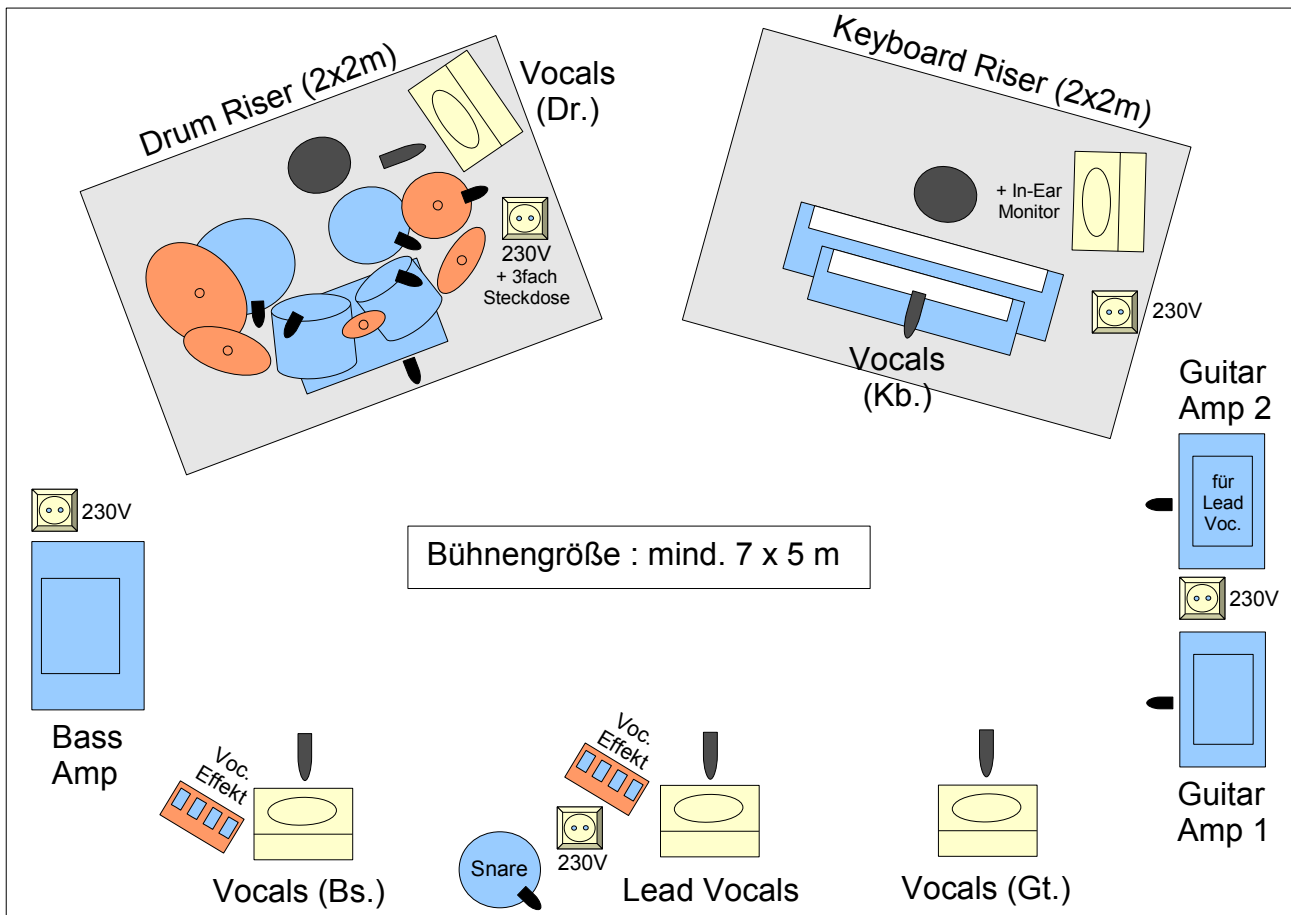 Drum Riser (2x2m)
Vocals
(Dr.)
230V
+ 3fach
Steckdose
Keyboard Riser (2x2m)
+ In-Ear
Monitor
230V
Vocals
(Kb.)
Guitar
Amp 2
für
Lead
Voc.
230V
230V
Bühnengröße : mind. 7 x 5 m
Bass
Amp
Voc.
Effekt
Vocals (Bs.)
Snare
230V
Voc.
Effekt
Lead Vocals
Vocals (Gt.)
Guitar
Amp 1